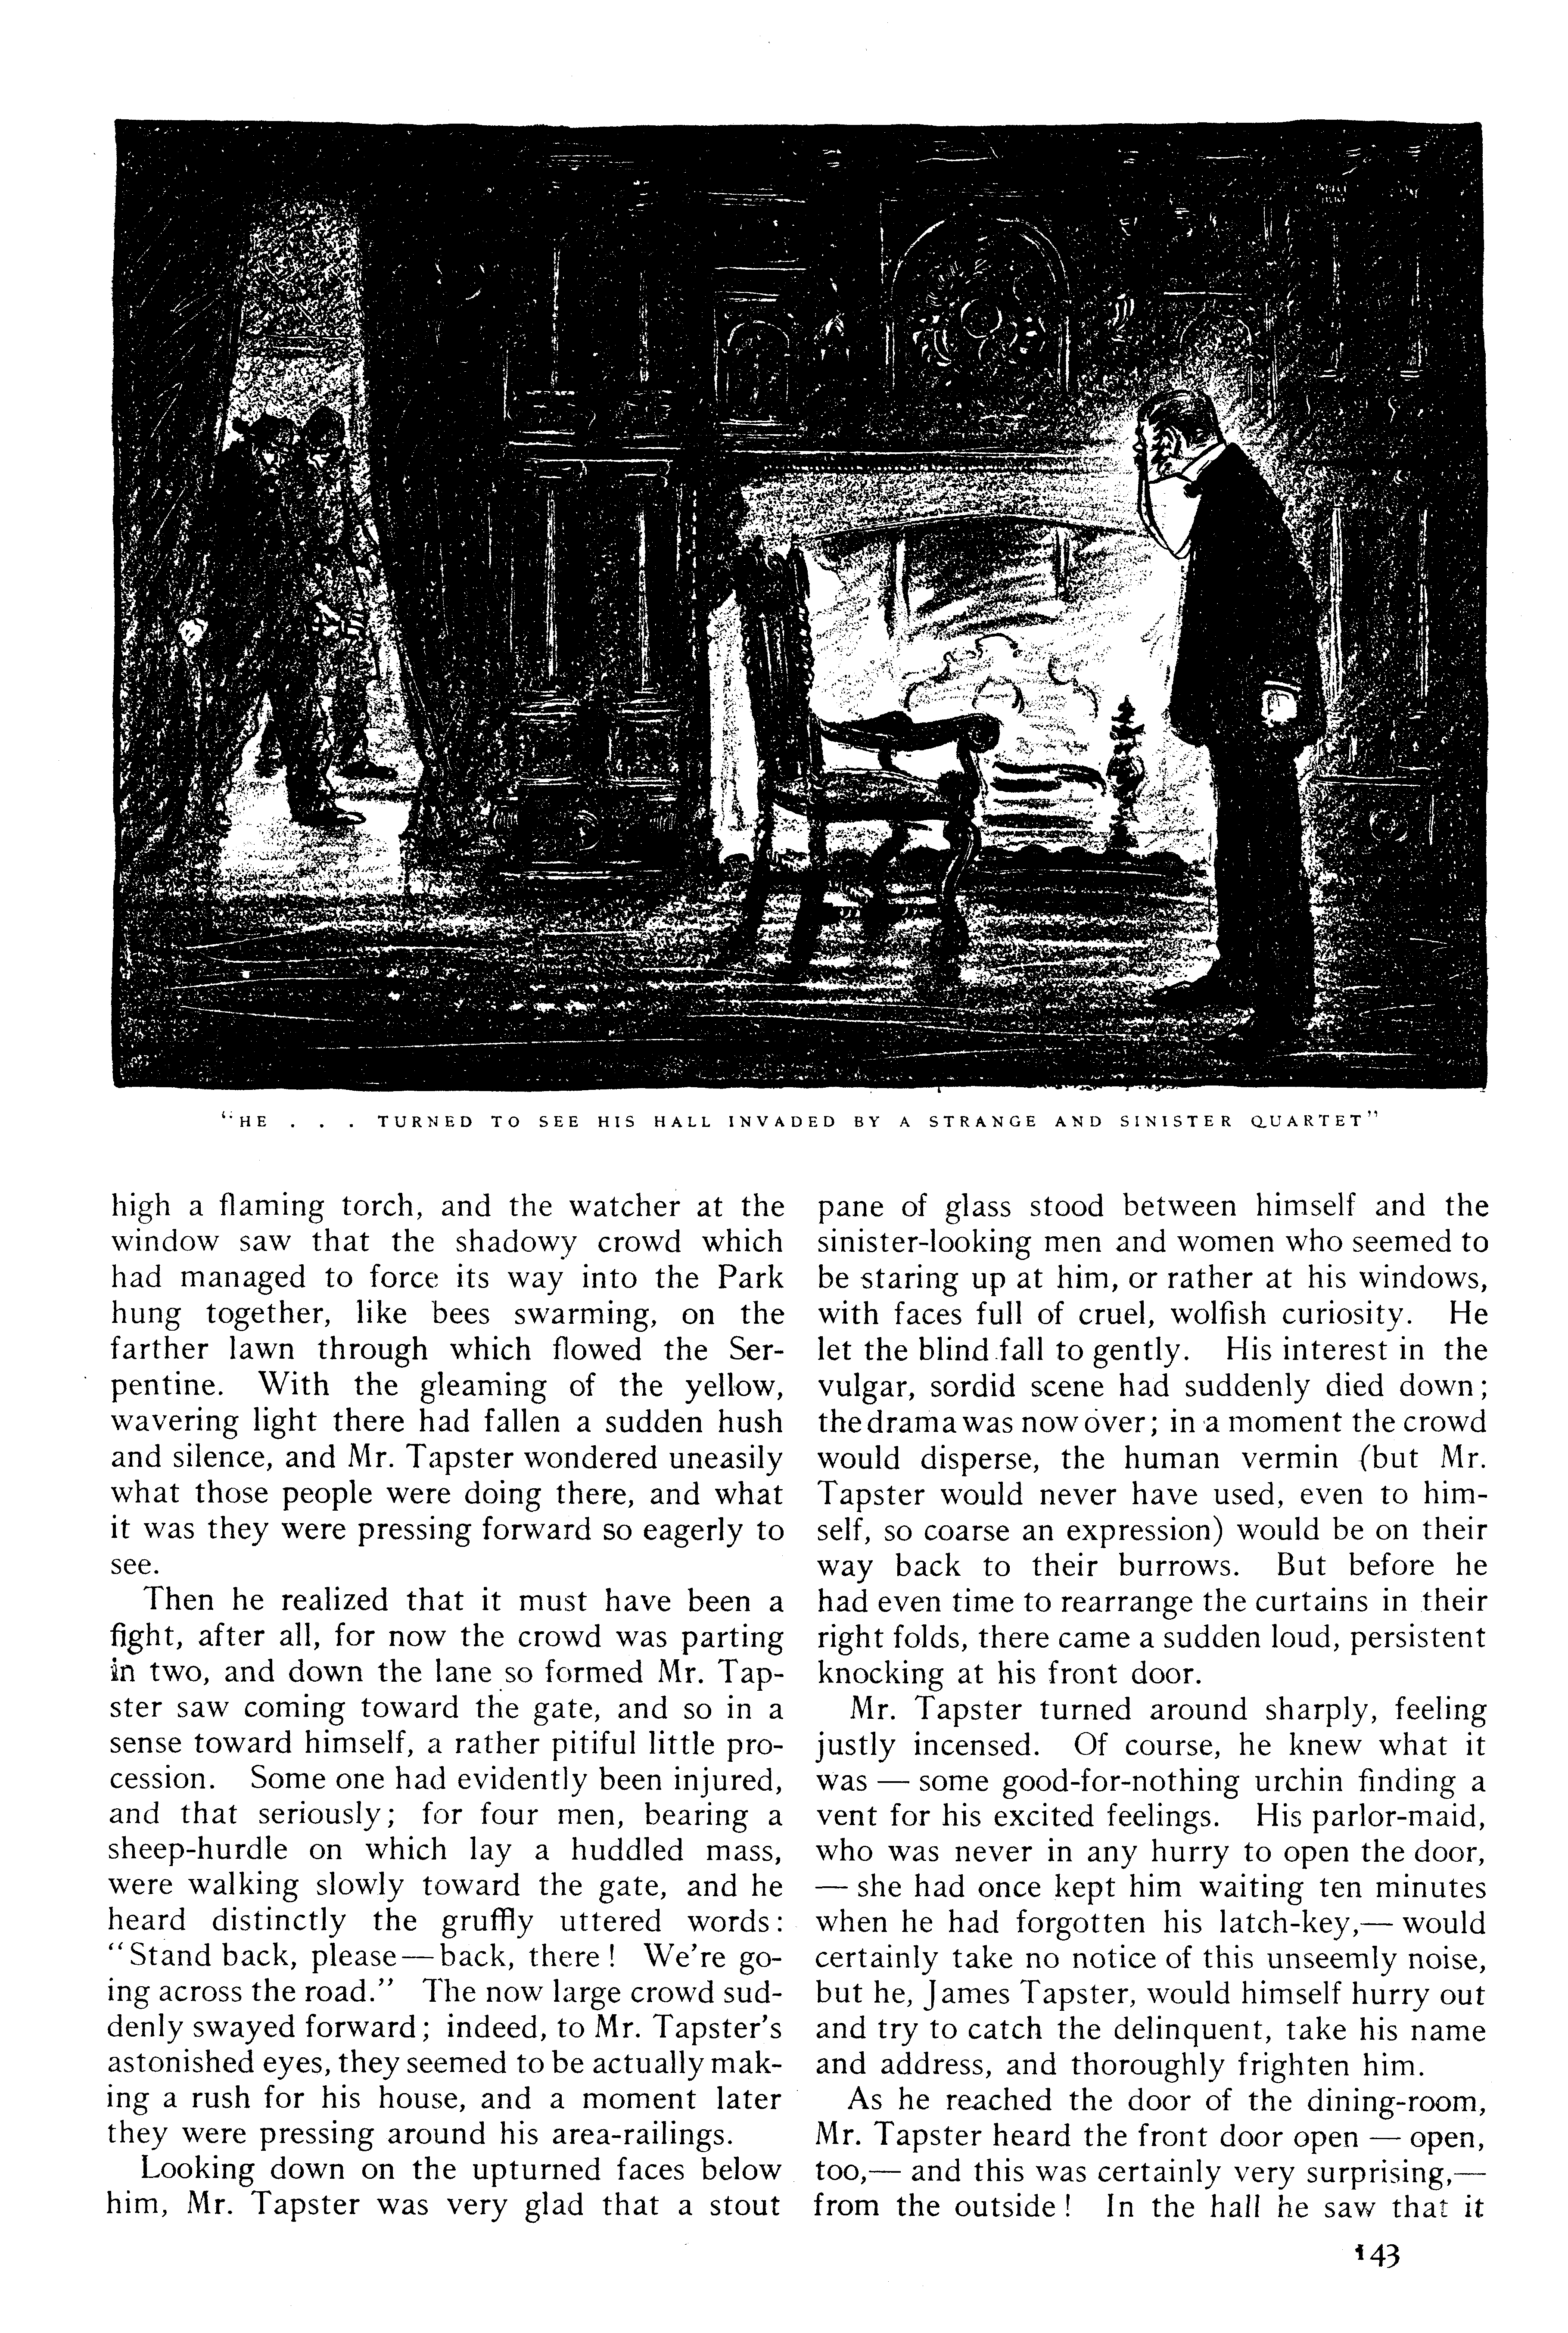 "HE . . . TURNED TO SEE HIS HALL INVADED BY A STRANGE AND SINISTER QUARTET"
high a flaming torch, and the watcher at the
window saw that the shadowy crowd which
had managed to force its way into the Park
hung together, like bees swarming, on the
farther lawn through which flowed the Ser-
pentine. With the gleaming of the yellow,
wavering light there had fallen a sudden hush
and silence, and Mr. Tapster wondered uneasily
what those people were doing there, and what
it was they were pressing forward so eagerly to
see.
Then he realized that it must have been a
fight, after all, for now the crowd was parting
in two, and down the lane so formed Mr. Tap-
ster saw coming toward the gate, and so in a
sense toward himself, a rather pitiful little pro-
cession. Some one had evidently been injured,
and that seriously; for four men, bearing a
sheep-hurdle on which lay a huddled mass,
were walking slowly toward the gate, and he
heard distinctly the gruffly uttered words:
"Stand back, please—back, there! We're go-
ing across the road." The now large crowd sud-
denly swayed forward; indeed, to Mr. Tapster's
astonished eyes, they seemed to be actually mak-
ing a rush for his house, and a moment later
they were pressing around his area-railings.
Looking down on the upturned faces below
him, Mr. Tapster was very glad that a stout
pane of glass stood between himself and the
sinister-looking men and women who seemed to
be staring up at him, or rather at his windows,
with faces full of cruel, wolfish curiosity. He
let the blind fall to gently. His interest in the
vulgar, sordid scene had suddenly died down;
the drama was now over; in a moment the crowd
would disperse, the human vermin (but Mr.
Tapster would never have used, even to him-
self, so coarse an expression) would be on their
way back to their burrows. But before he
had even time to rearrange the curtains in their
right folds, there came a sudden loud, persistent
knocking at his front door.
Mr. Tapster turned around sharply, feeling
justly incensed. Of course, he knew what it
was — some good-for-nothing urchin finding a
vent for his excited feelings. His parlor-maid,
who was never in any hurry to open the door,
— she had once kept him waiting ten minutes
when he had forgotten his latch-key,— would
certainly take no notice of this unseemly noise,
but he, James Tapster, would himself hurry out
and try to catch the delinquent, take his name
and address, and thoroughly frighten him.
As he reached the door of the dining-room,
Mr. Tapster heard the front door open — open,
too,— and this was certainly very surprising,—
from the outside! In the hall he saw that it
143